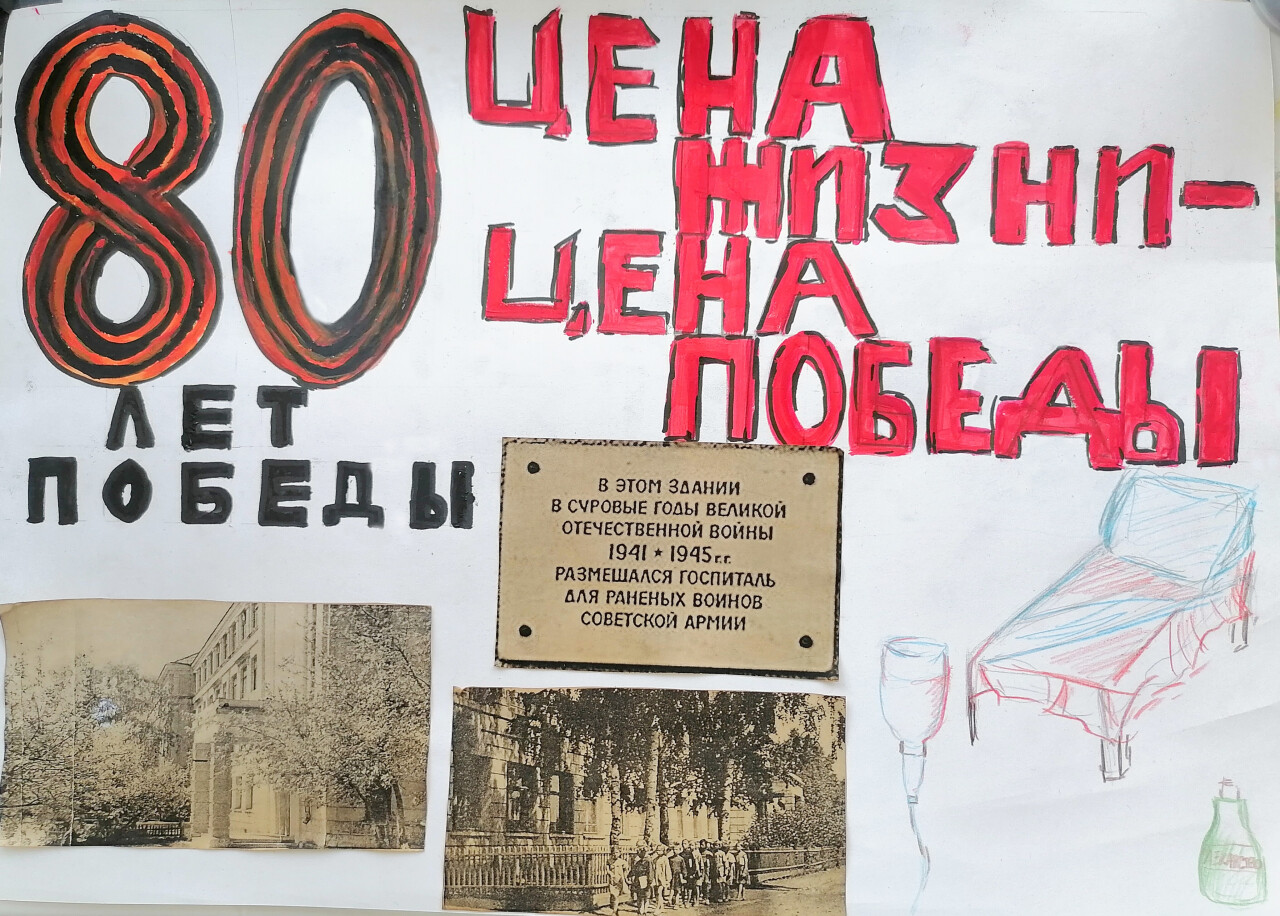 80
ЛЕТ
ПОБЕДЫ
ЦЕНА
ЖИЗНИ-
ЦЕНА
ПОБЕДЫ
В ЭТОМ ЗДАНИИ
В СУРОВЫЕ ГОДЫ ВЕЛИКОЙ
ОТЕЧЕСТВЕННОЙ ВОЙНЫ
1941 ★ 1945 г.г.
РАЗМЕЩАЛСЯ ГОСПИТАЛЬ
ДЛЯ РАНЕНЫХ ВОИНОВ
СОВЕТСКОЙ АРМИИ